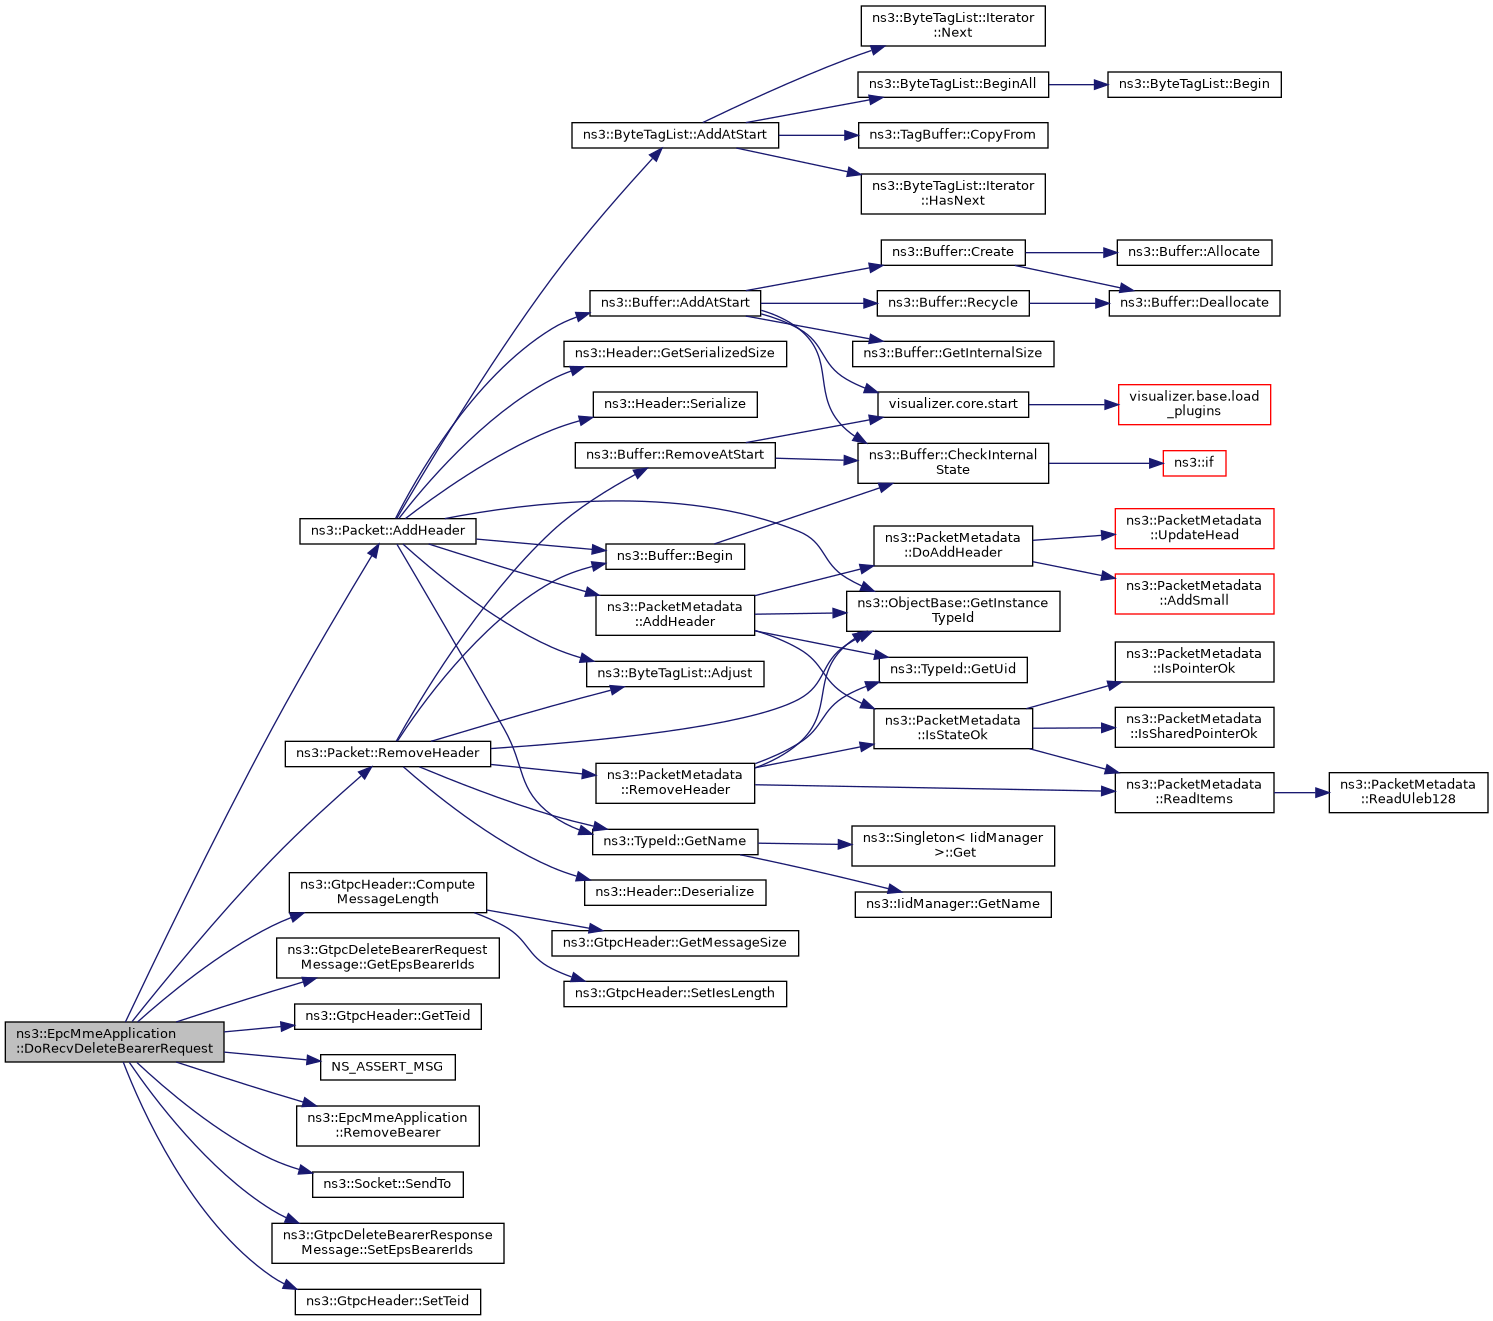 ns3::ByteTagList::Iterator
::Next
ns3::ByteTagList::BeginAll
ns3::ByteTagList::Begin
ns3::ByteTagList::AddAtStart
ns3::TagBuffer::CopyFrom
ns3::ByteTagList::Iterator
::HasNext
ns3::Buffer::Create
ns3::Buffer::Allocate
ns3::Buffer::AddAtStart
ns3::Buffer::Recycle
ns3::Buffer::Deallocate
ns3::Header::GetSerializedSize
ns3::Buffer::GetInternalSize
ns3::Header::Serialize
visualizer.core.start
visualizer.base.load
_plugins
ns3::Buffer::RemoveAtStart
ns3::Buffer::CheckInternal
State
ns3::if
ns3::Packet::AddHeader
ns3::Buffer::Begin
ns3::PacketMetadata
::DoAddHeader
ns3::PacketMetadata
::UpdateHead
ns3::PacketMetadata
::AddSmall
ns3::PacketMetadata
::AddHeader
ns3::ObjectBase::GetInstance
TypeId
ns3::ByteTagList::Adjust
ns3::TypeId::GetUid
ns3::PacketMetadata
::IsPointerOk
ns3::PacketMetadata
::IsStateOk
ns3::PacketMetadata
::IsSharedPointerOk
ns3::Packet::RemoveHeader
ns3::PacketMetadata
::RemoveHeader
ns3::PacketMetadata
::ReadItems
ns3::PacketMetadata
::ReadUleb128
ns3::TypeId::GetName
ns3::Singleton< IidManager
>::Get
ns3::Header::Deserialize
ns3::IidManager::GetName
ns3::GtpcHeader::Compute
MessageLength
ns3::GtpcHeader::GetMessageSize
ns3::GtpcDeleteBearerRequest
Message::GetEpsBearerIds
ns3::GtpcHeader::SetIesLength
ns3::GtpcHeader::GetTeid
ns3::EpcMmeApplication
::DoRecvDeleteBearerRequest
NS_ASSERT_MSG
ns3::EpcMmeApplication
::RemoveBearer
ns3::Socket::SendTo
ns3::GtpcDeleteBearerResponse
Message::SetEpsBearerIds
ns3::GtpcHeader::SetTeid